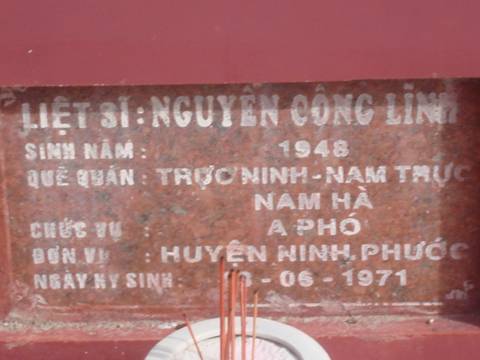 LIỆT SĨ : NGUYỄN CÔNG LĨNH
SINH NĂM : 1948
QUÊ QUÁN : TRỰC NINH-NAM TRỰC
NAM HÀ
CHỨC VỤ : A PHÓ
ĐƠN VỊ : HUYỆN NINH PHƯỚC
NGÀY HY SINH : - 06 - 1971